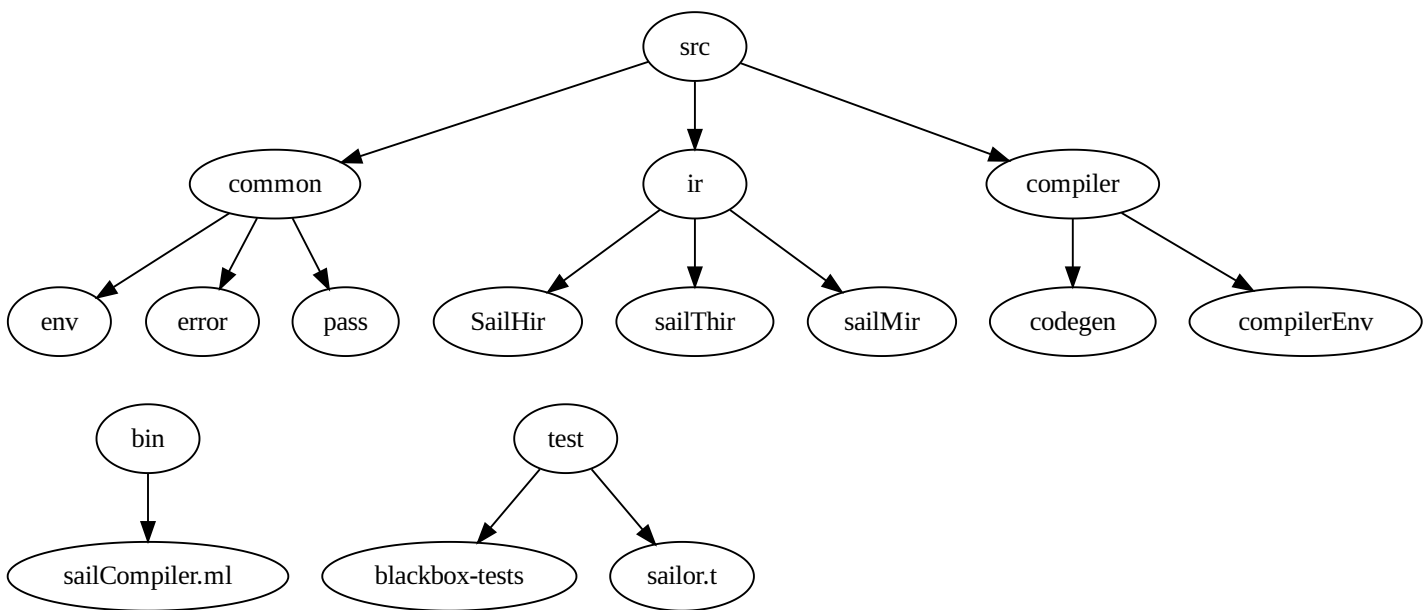 src
common
ir
compiler
env
error
pass
SailHir
sailThir
sailMir
codegen
compilerEnv
bin
test
sailCompiler.ml
blackbox-tests
sailor.t